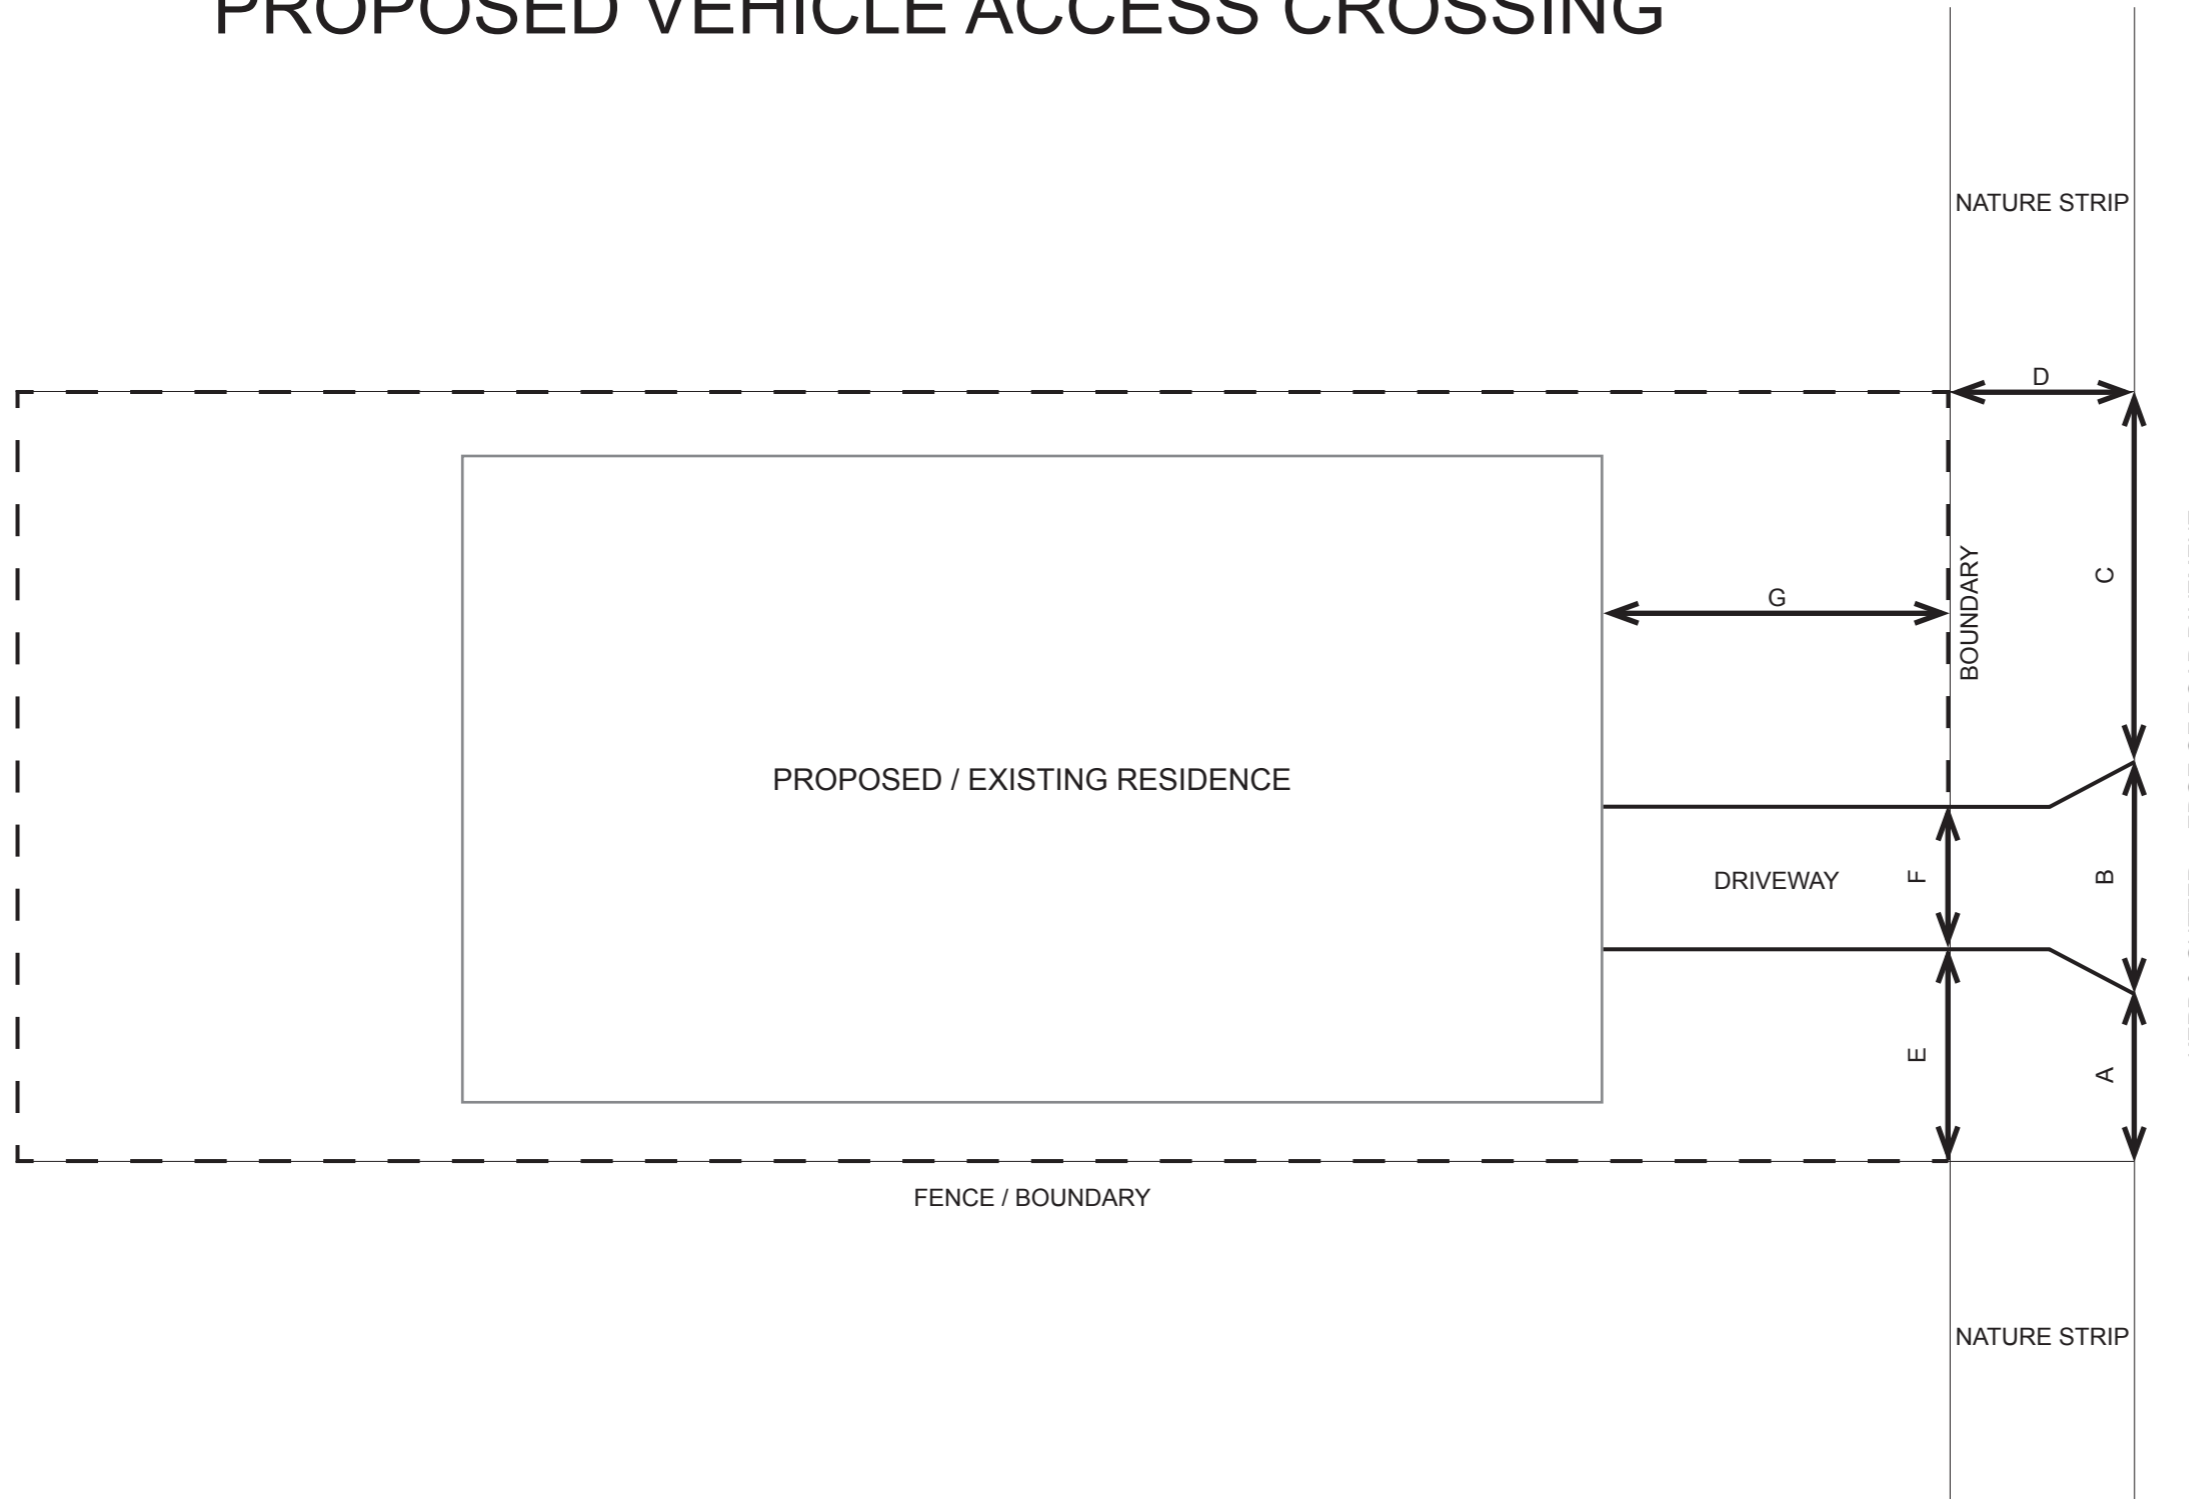 PROPOSED VEHICLE ACCESS CROSSING
NATURE STRIP
D
C
BOUNDARY
G
PROPOSED / EXISTING RESIDENCE
DRIVEWAY
F
B
E
A
FENCE / BOUNDARY
NATURE STRIP